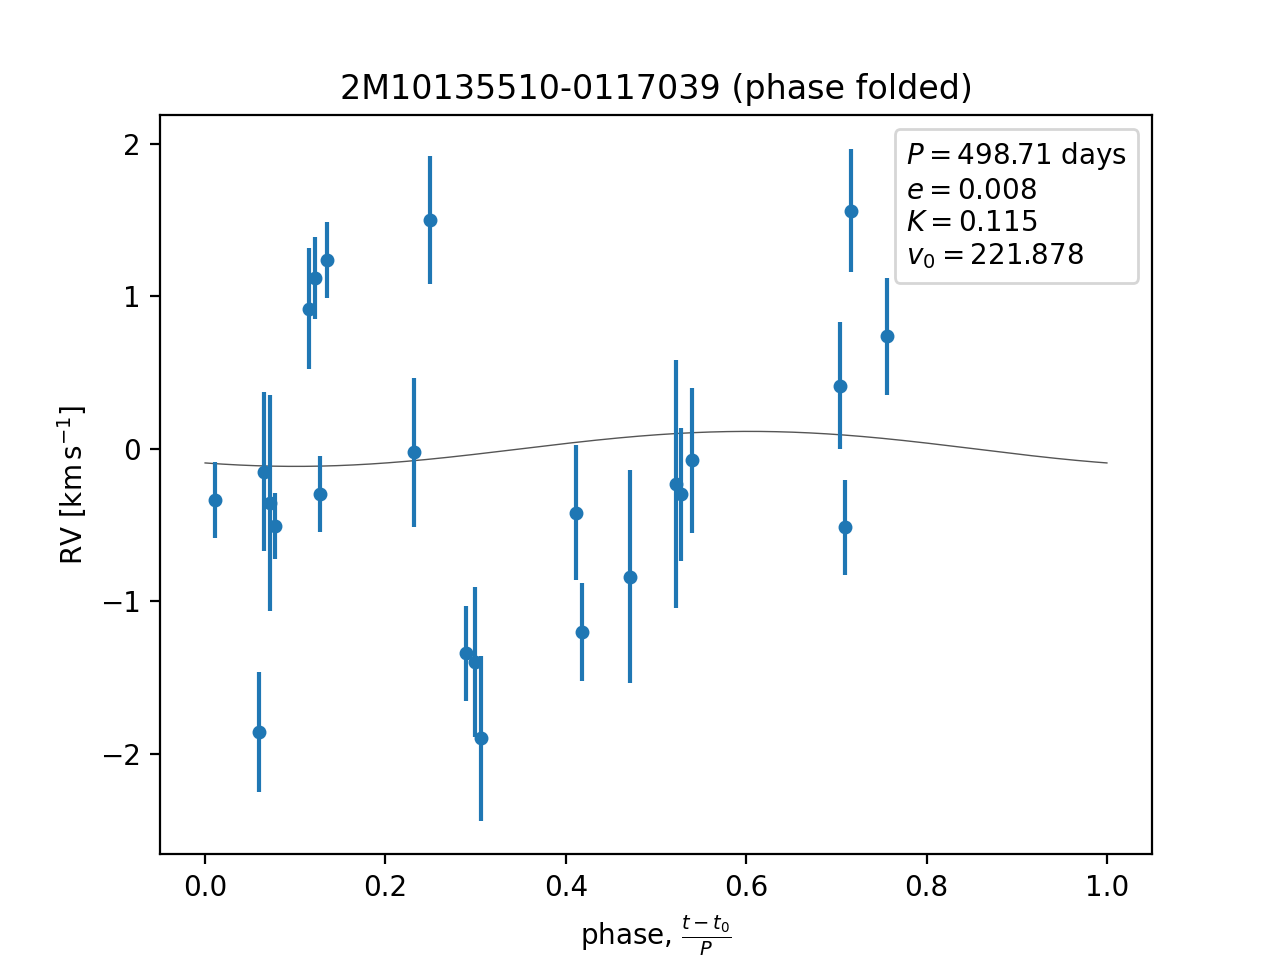 2M10135510-0117039 (phase folded)
P = 498.71 days
e = 0.008
K = 0.115
v₀ = 221.878
2
1
0
−1
−2
RV [km s⁻¹]
0.0 0.2 0.4 0.6 0.8 1.0
phase, (t − t₀)/P